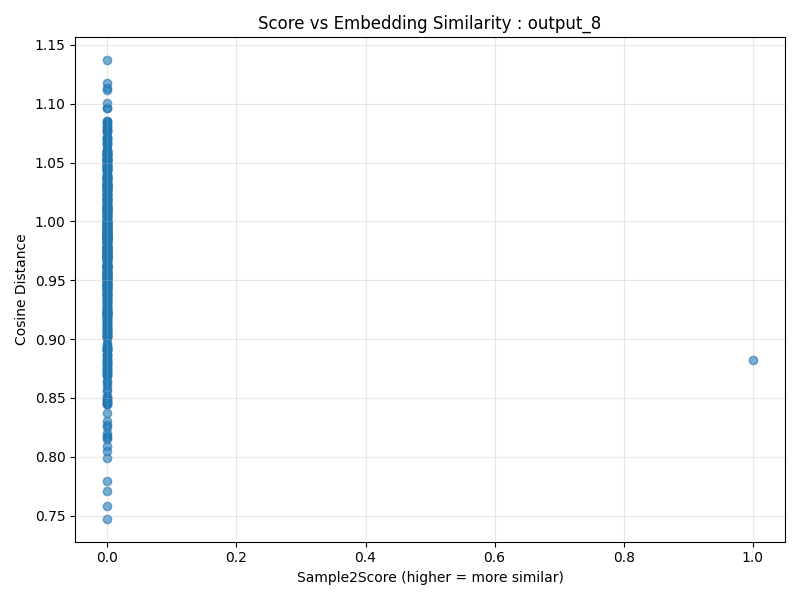 Score vs Embedding Similarity : output_8
1.15
1.10
1.05
1.00
0.95
0.90
0.85
0.80
0.75
Cosine Distance
0.0 0.2 0.4 0.6 0.8 1.0
Sample2Score (higher = more similar)